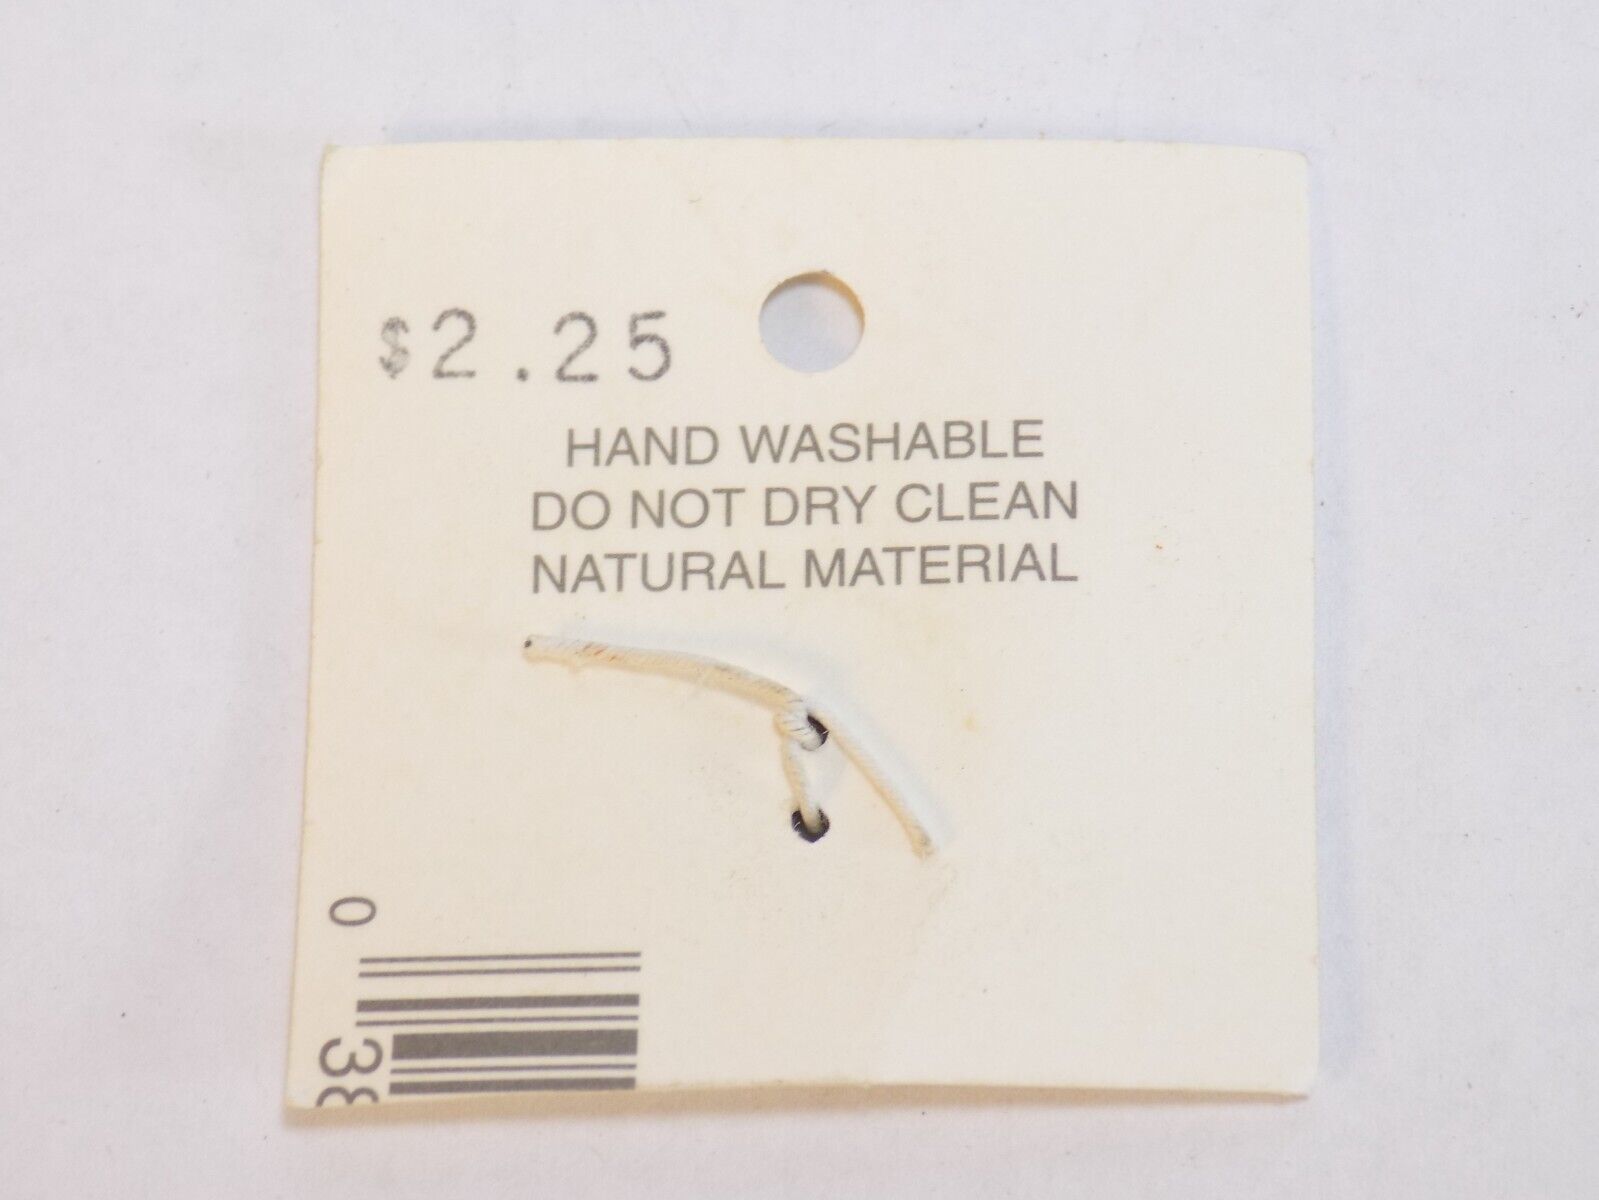 $2.25
HAND WASHABLE
DO NOT DRY CLEAN
NATURAL MATERIAL
0
38